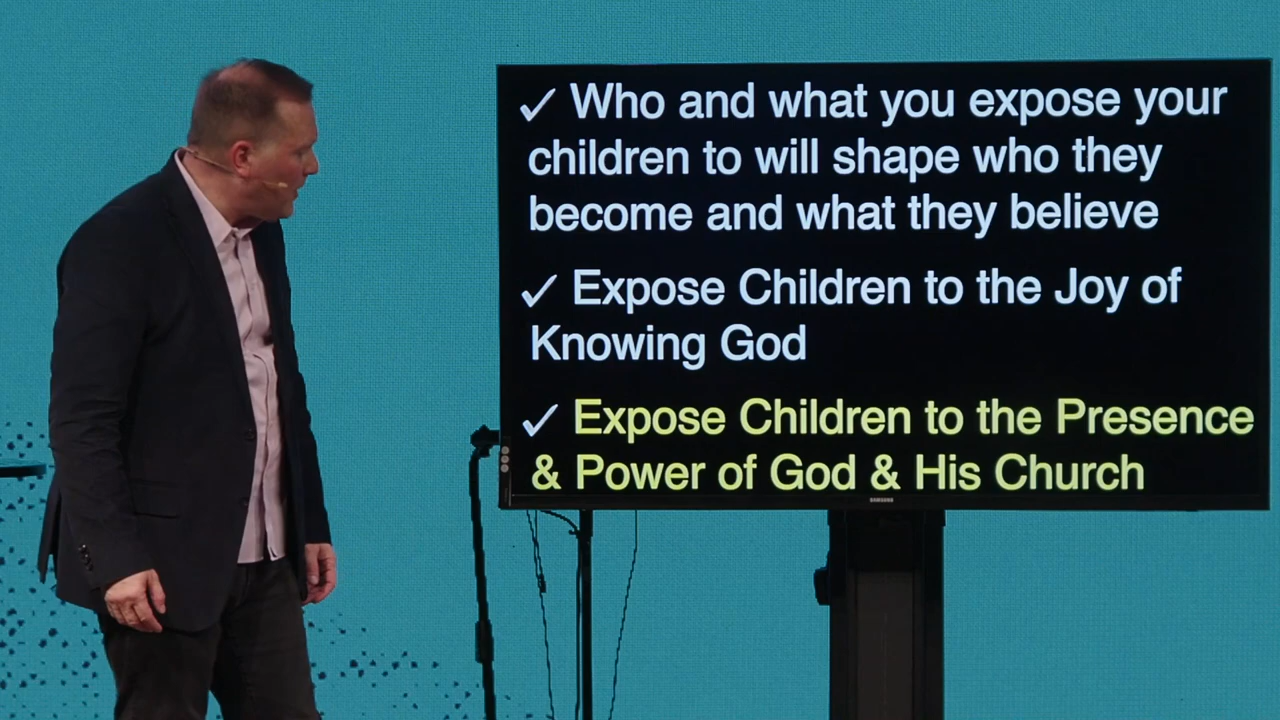 ✓ Who and what you expose your
children to will shape who they
become and what they believe
✓ Expose Children to the Joy of
Knowing God
✓ Expose Children to the Presence
& Power of God & His Church
SAMSUNG